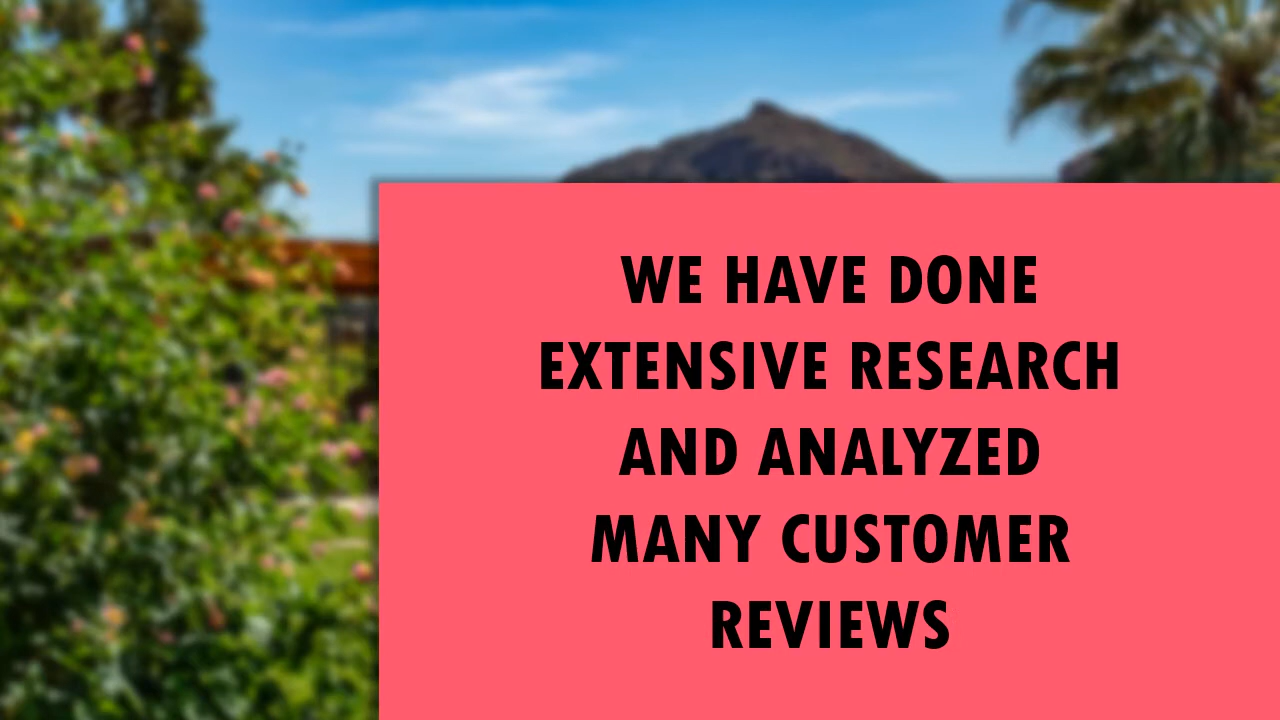 WE HAVE DONE
EXTENSIVE RESEARCH
AND ANALYZED
MANY CUSTOMER
REVIEWS